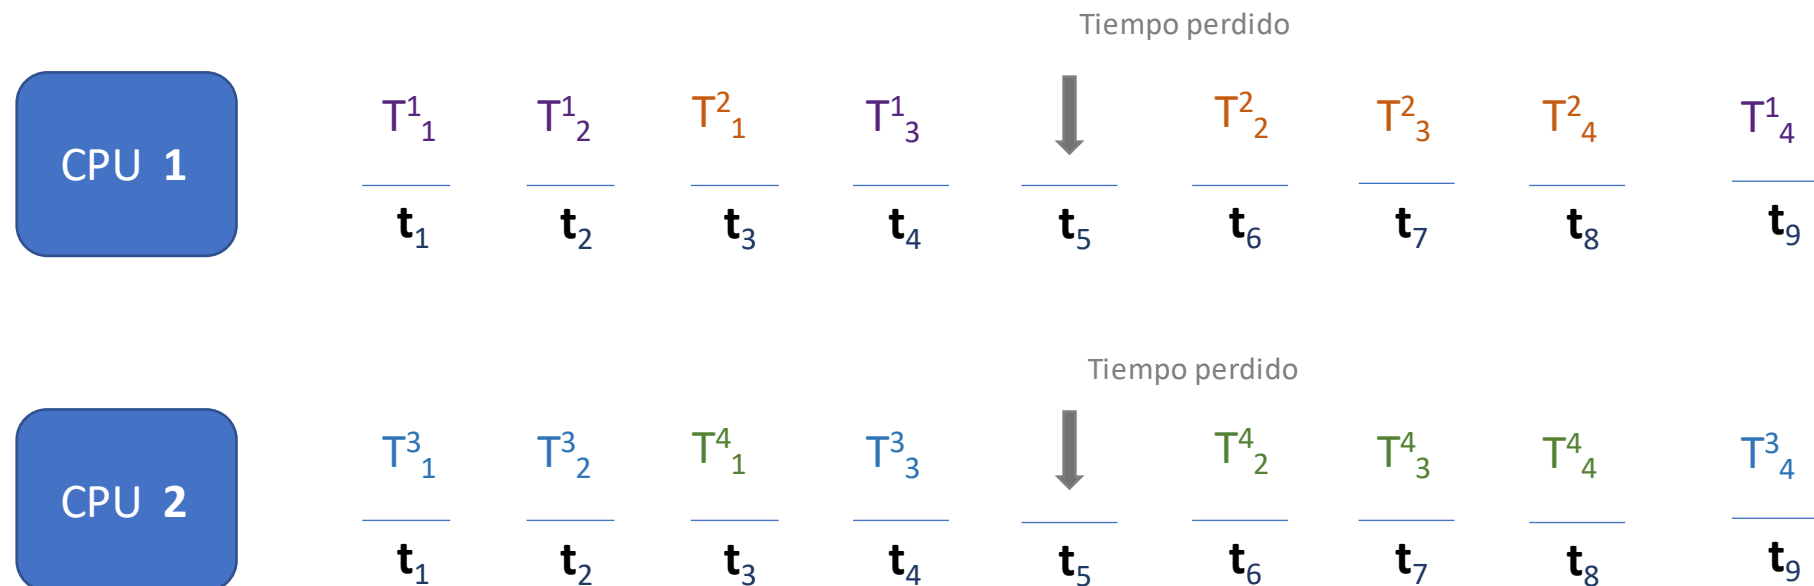 Tiempo perdido
CPU 1
T¹₁ T¹₂ T²₁ T¹₃ T²₂ T²₃ T²₄ T¹₄
t₁ t₂ t₃ t₄ t₅ t₆ t₇ t₈ t₉
Tiempo perdido
CPU 2
T³₁ T³₂ T⁴₁ T³₃ T⁴₂ T⁴₃ T⁴₄ T³₄
t₁ t₂ t₃ t₄ t₅ t₆ t₇ t₈ t₉